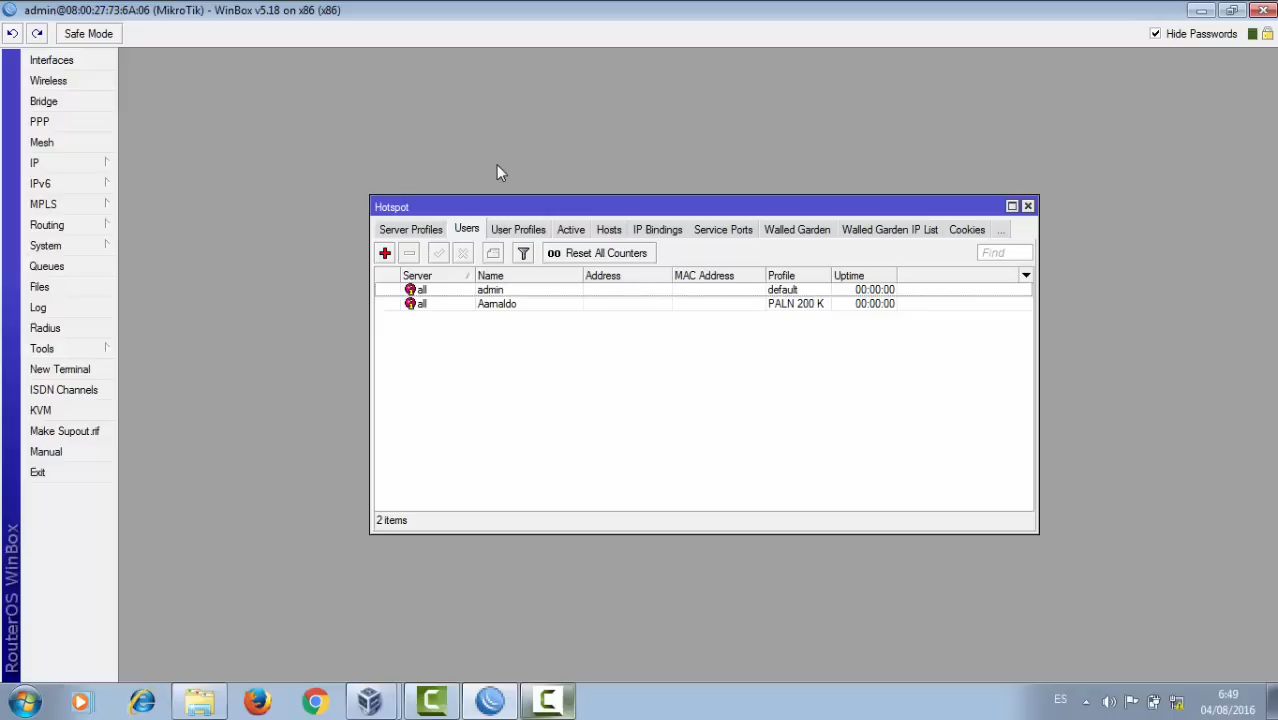 admin@08:00:27:73:6A:06 (MikroTik) - WinBox v5.18 on x86 (x86)
Safe Mode
Hide Passwords
Interfaces
Wireless
Bridge
PPP
Mesh
IP
IPv6
MPLS
Routing
System
Queues
Files
Log
Radius
Tools
New Terminal
ISDN Channels
KVM
Make Supout.rif
Manual
Exit
RouterOS WinBox
Hotspot
Server Profiles Users User Profiles Active Hosts IP Bindings Service Ports Walled Garden Walled Garden IP List Cookies ...
00 Reset All Counters Find
Server Name Address MAC Address Profile Uptime
all admin default 00:00:00
all Aarnaldo PALN 200 K 00:00:00
2 items
ES
6:49
04/08/2016